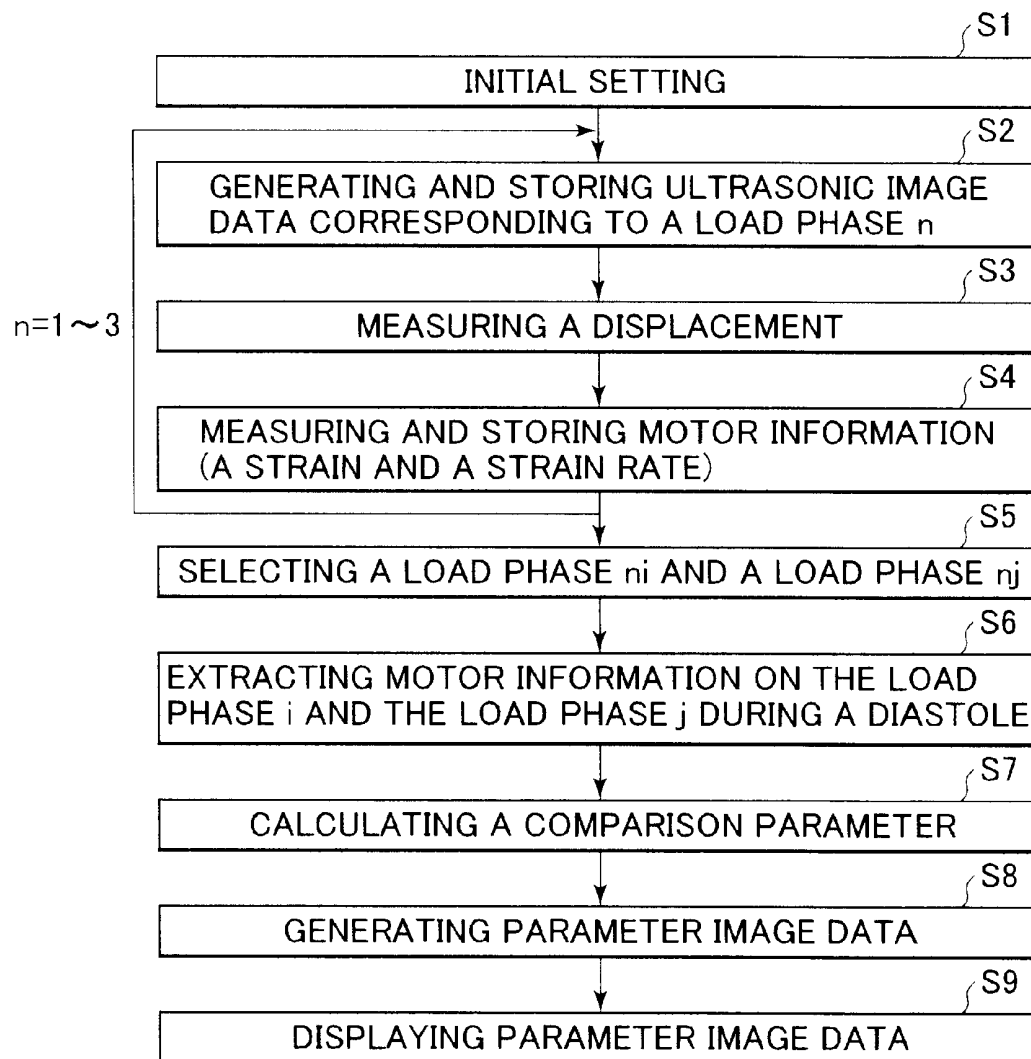 S1
INITIAL SETTING
S2
GENERATING AND STORING ULTRASONIC IMAGE
DATA CORRESPONDING TO A LOAD PHASE n
S3
n=1～3
MEASURING A DISPLACEMENT
S4
MEASURING AND STORING MOTOR INFORMATION
(A STRAIN AND A STRAIN RATE)
S5
SELECTING A LOAD PHASE ni AND A LOAD PHASE nj
S6
EXTRACTING MOTOR INFORMATION ON THE LOAD
PHASE i AND THE LOAD PHASE j DURING A DIASTOLE
S7
CALCULATING A COMPARISON PARAMETER
S8
GENERATING PARAMETER IMAGE DATA
S9
DISPLAYING PARAMETER IMAGE DATA